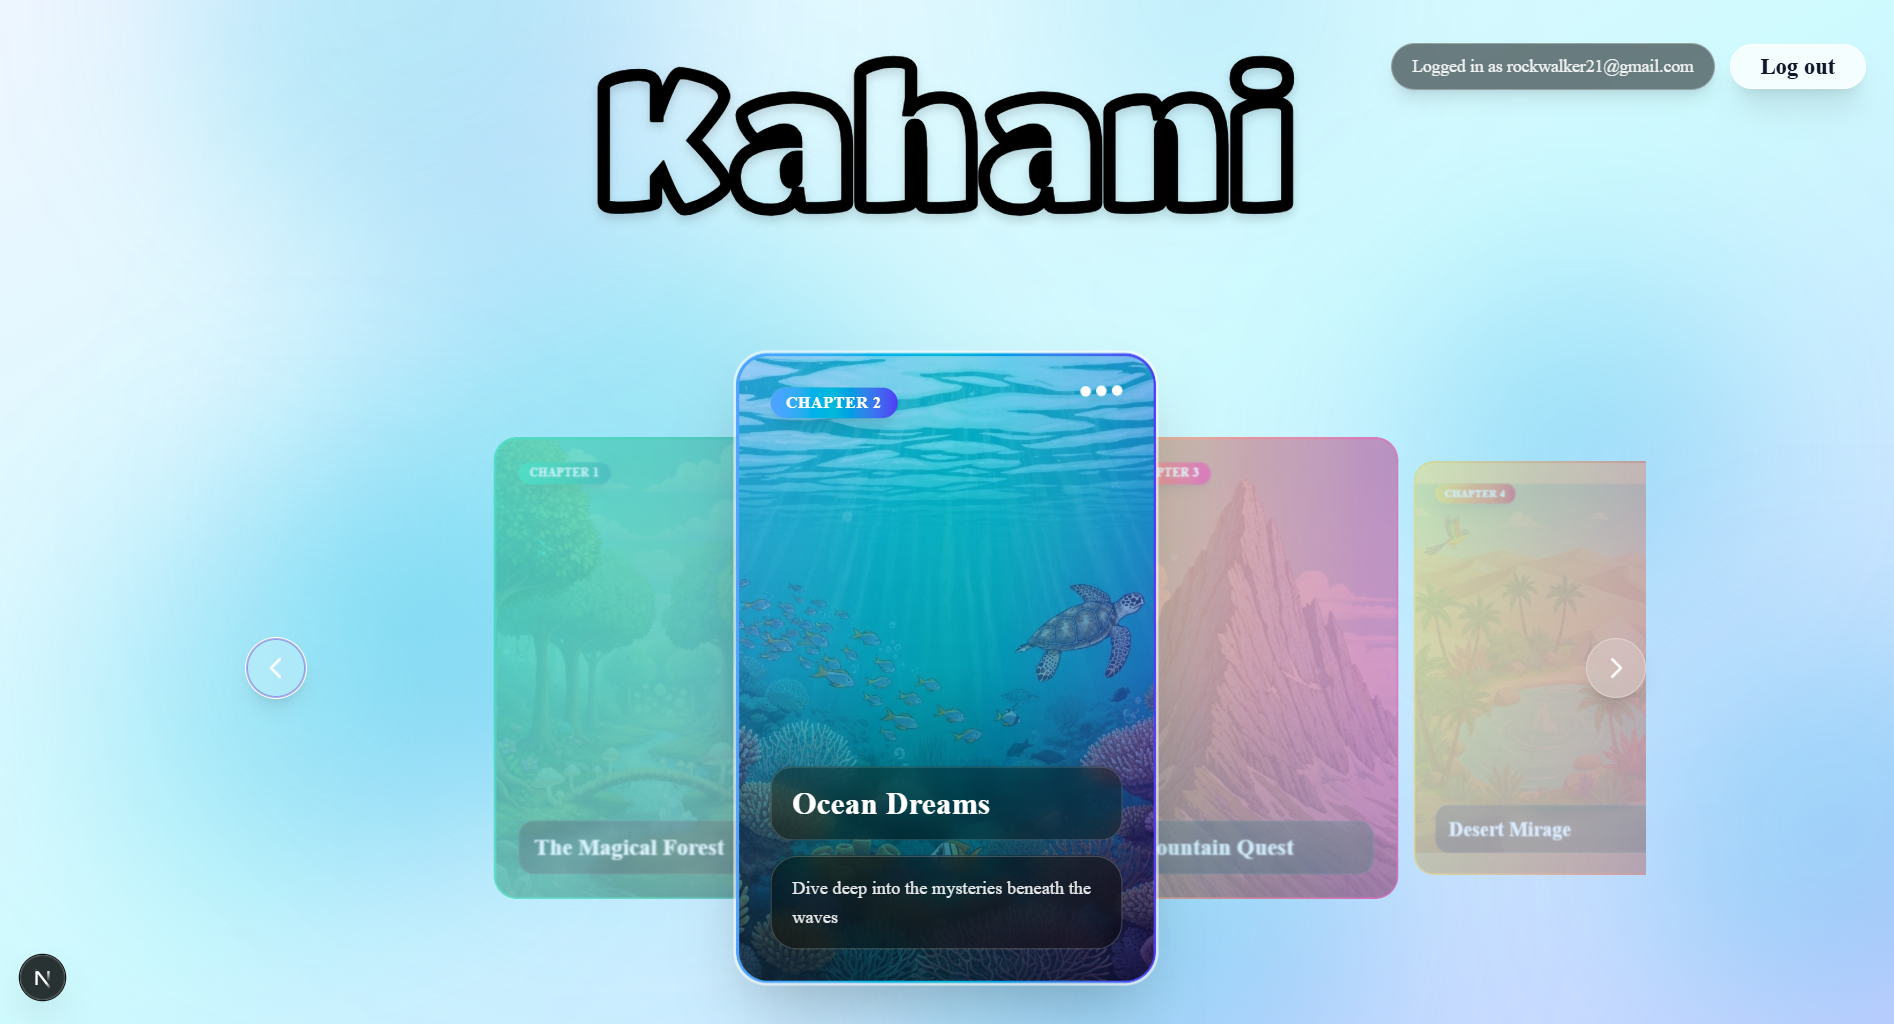 Kahani
Logged in as rockwalker21@gmail.com
Log out
CHAPTER 1
The Magical Forest
CHAPTER 2
Ocean Dreams
Dive deep into the mysteries beneath the
waves
PTER 3
ountain Quest
CHAPTER 4
Desert Mirage
N